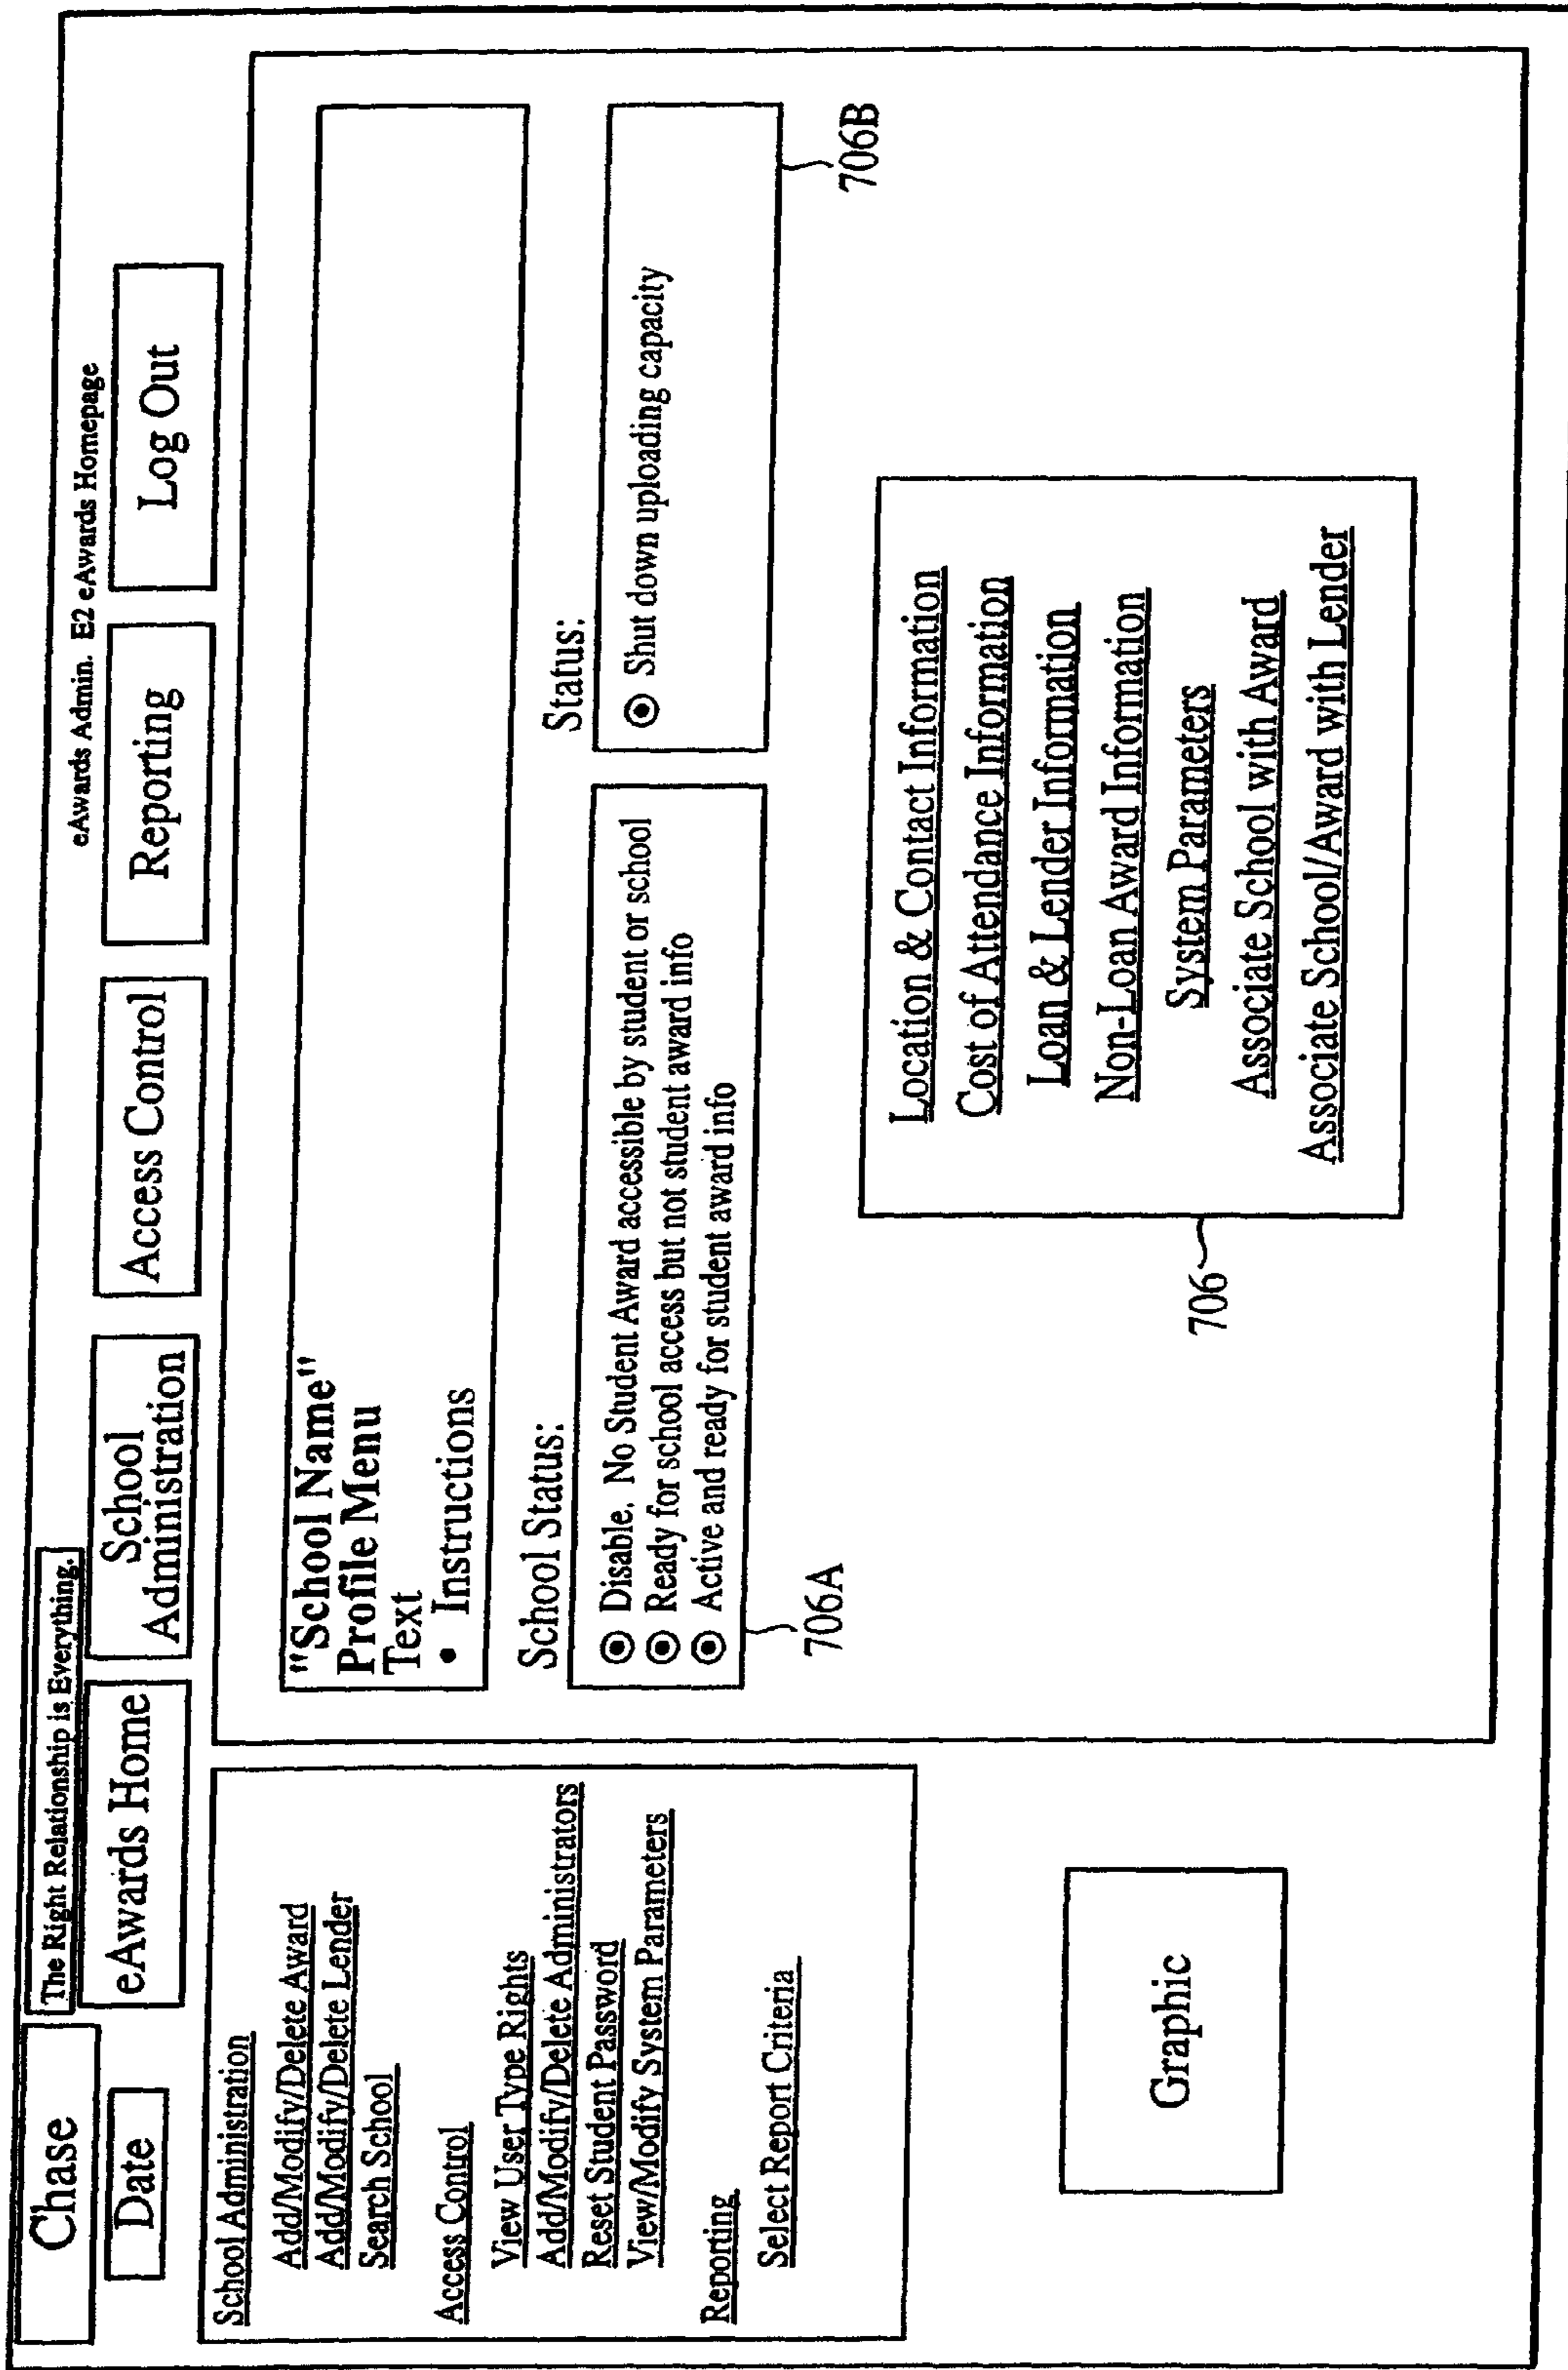 Chase
The Right Relationship is Everything.
eAwards Admin. E2 eAwards Homepage
Date
eAwards Home
School
Administration
Access Control
Reporting
Log Out
School Administration
Add/Modify/Delete Award
Add/Modify/Delete Lender
Search School
Access Control
View User Type Rights
Add/Modify/Delete Administrators
Reset Student Password
View/Modify System Parameters
Reporting
Select Report Criteria
Graphic
"School Name"
Profile Menu
Text
• Instructions
School Status:
Disable. No Student Award accessible by student or school
Ready for school access but not student award info
Active and ready for student award info
706A
Status:
Shut down uploading capacity
706B
Location & Contact Information
Cost of Attendance Information
Loan & Lender Information
Non-Loan Award Information
System Parameters
Associate School with Award
Associate School/Award with Lender
706